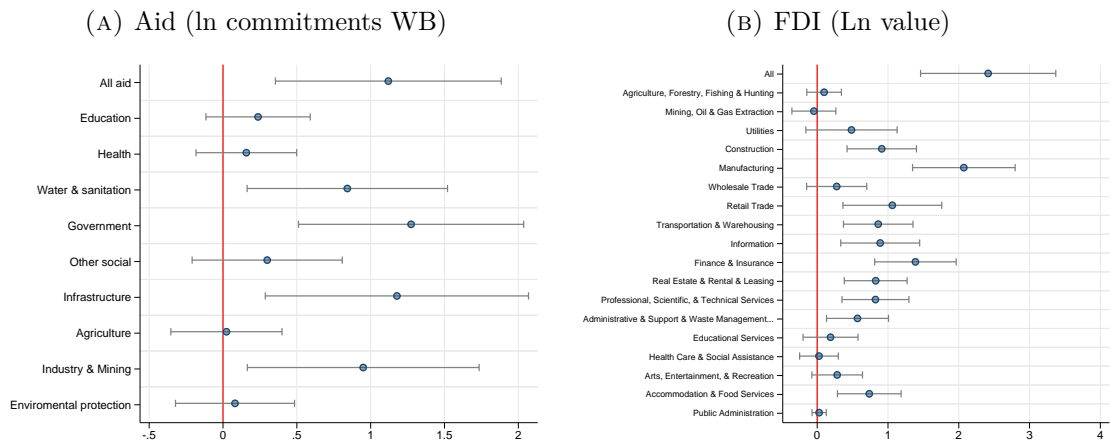 (A) Aid (ln commitments WB)
All aid
Education
Health
Water & sanitation
Government
Other social
Infrastructure
Agriculture
Industry & Mining
Enviromental protection
-.5 0 .5 1 1.5 2
(B) FDI (Ln value)
All
Agriculture, Forestry, Fishing & Hunting
Mining, Oil & Gas Extraction
Utilities
Construction
Manufacturing
Wholesale Trade
Retail Trade
Transportation & Warehousing
Information
Finance & Insurance
Real Estate & Rental & Leasing
Professional, Scientific, & Technical Services
Administrative & Support & Waste Management...
Educational Services
Health Care & Social Assistance
Arts, Entertainment, & Recreation
Accommodation & Food Services
Public Administration
0 1 2 3 4